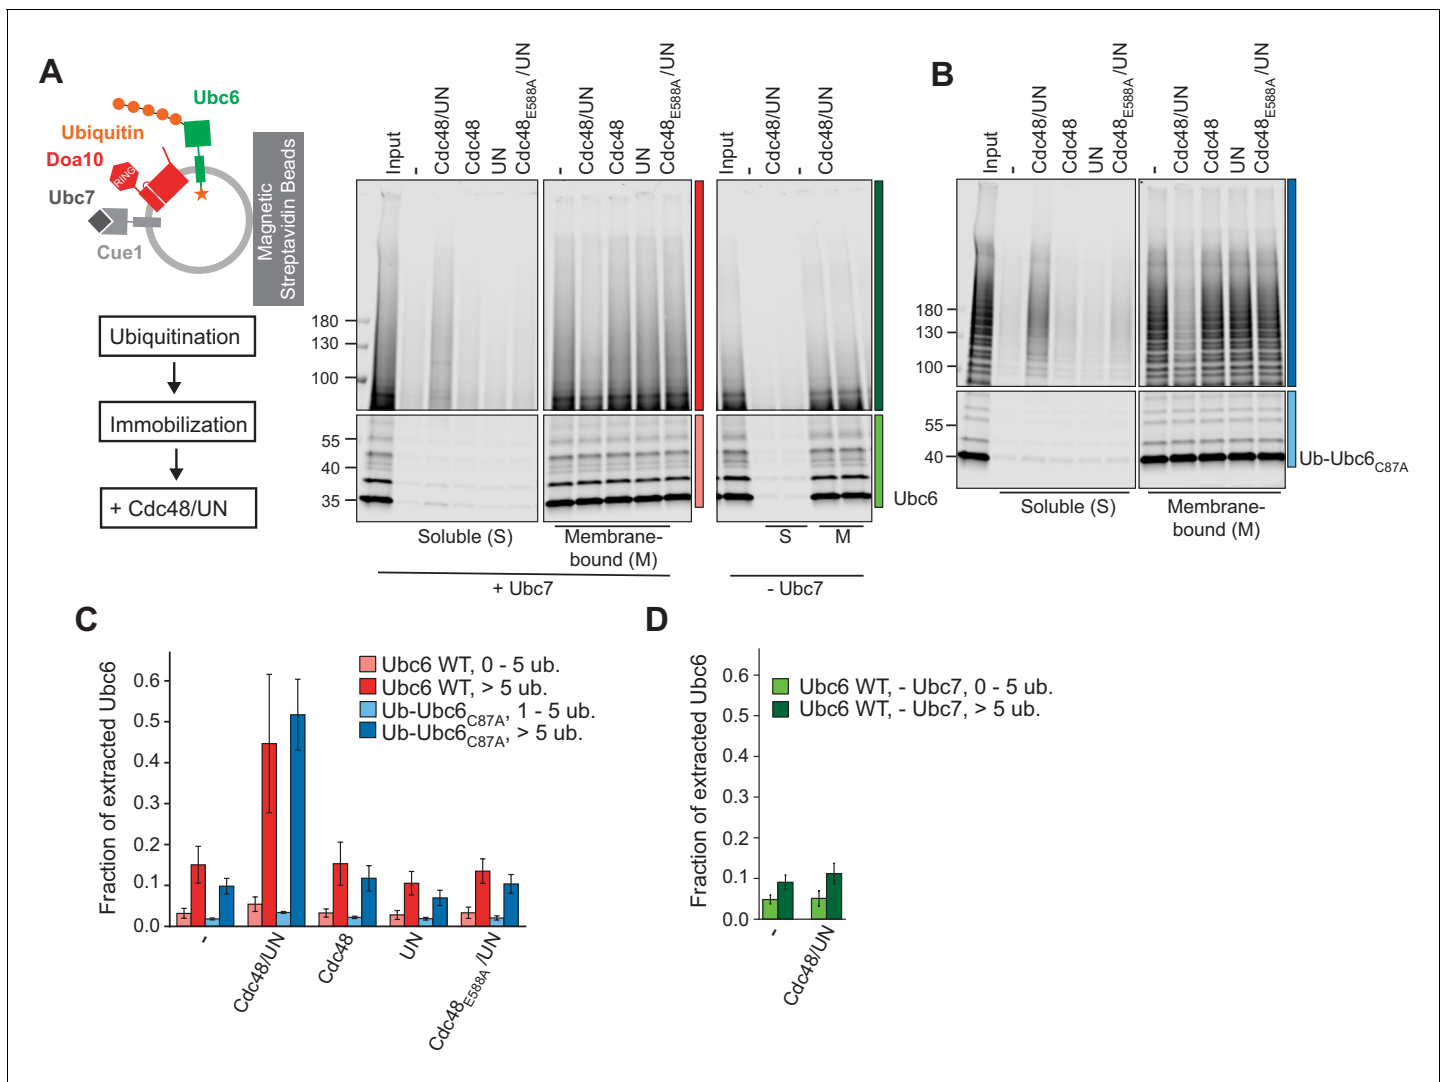 A
Ubc6
Ubiquitin
Doa10
RING
Ubc7
Cue1
Magnetic
Streptavidin Beads
Ubiquitination
Immobilization
+ Cdc48/UN
Input
-
Cdc48/UN
Cdc48
UN
Cdc48E588A/UN
-
Cdc48/UN
Cdc48
UN
Cdc48E588A/UN
Input
-
Cdc48/UN
-
Cdc48/UN
180
130
100
55
40
35
Ubc6
Soluble (S)
Membrane-
bound (M)
S
M
+ Ubc7
- Ubc7
B
Input
-
Cdc48/UN
Cdc48
UN
Cdc48E588A/UN
-
Cdc48/UN
Cdc48
UN
Cdc48E588A/UN
180
130
100
55
40
Ub-Ubc6C87A
Soluble (S)
Membrane-
bound (M)
C
Fraction of extracted Ubc6
0.6
0.5
0.4
0.3
0.2
0.1
0.0
Ubc6 WT, 0 - 5 ub.
Ubc6 WT, > 5 ub.
Ub-Ubc6C87A, 1 - 5 ub.
Ub-Ubc6C87A, > 5 ub.
-
Cdc48/UN
Cdc48
UN
Cdc48E588A /UN
D
Fraction of extracted Ubc6
0.6
0.5
0.4
0.3
0.2
0.1
0.0
Ubc6 WT, - Ubc7, 0 - 5 ub.
Ubc6 WT, - Ubc7, > 5 ub.
-
Cdc48/UN